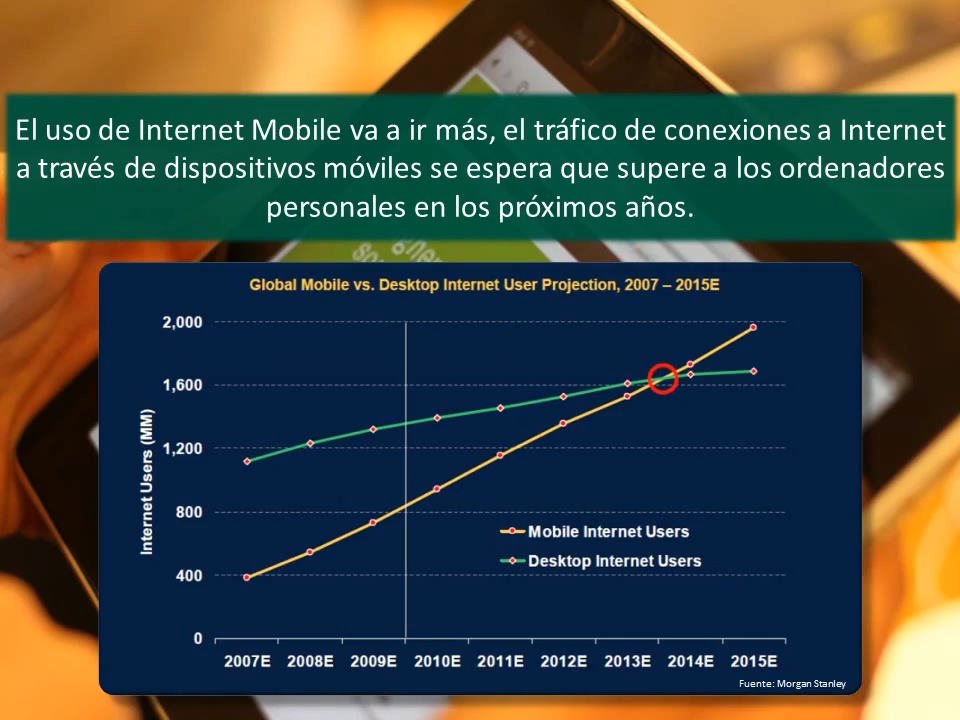 El uso de Internet Mobile va a ir más, el tráfico de conexiones a Internet
a través de dispositivos móviles se espera que supere a los ordenadores
personales en los próximos años.
Global Mobile vs. Desktop Internet User Projection, 2007 – 2015E
Internet Users (MM)
2,000
1,600
1,200
800
400
0
Mobile Internet Users
Desktop Internet Users
2007E 2008E 2009E 2010E 2011E 2012E 2013E 2014E 2015E
Fuente: Morgan Stanley